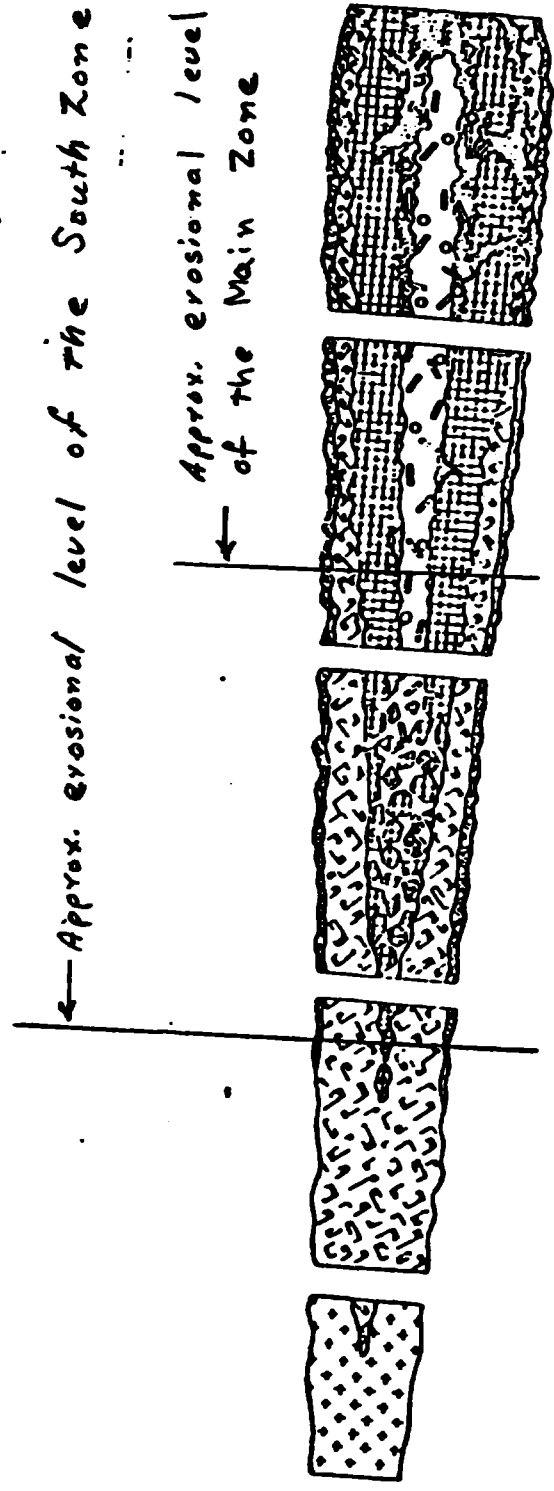 Approx. erosional level of the South Zone
Approx. erosional level
of the Main Zone